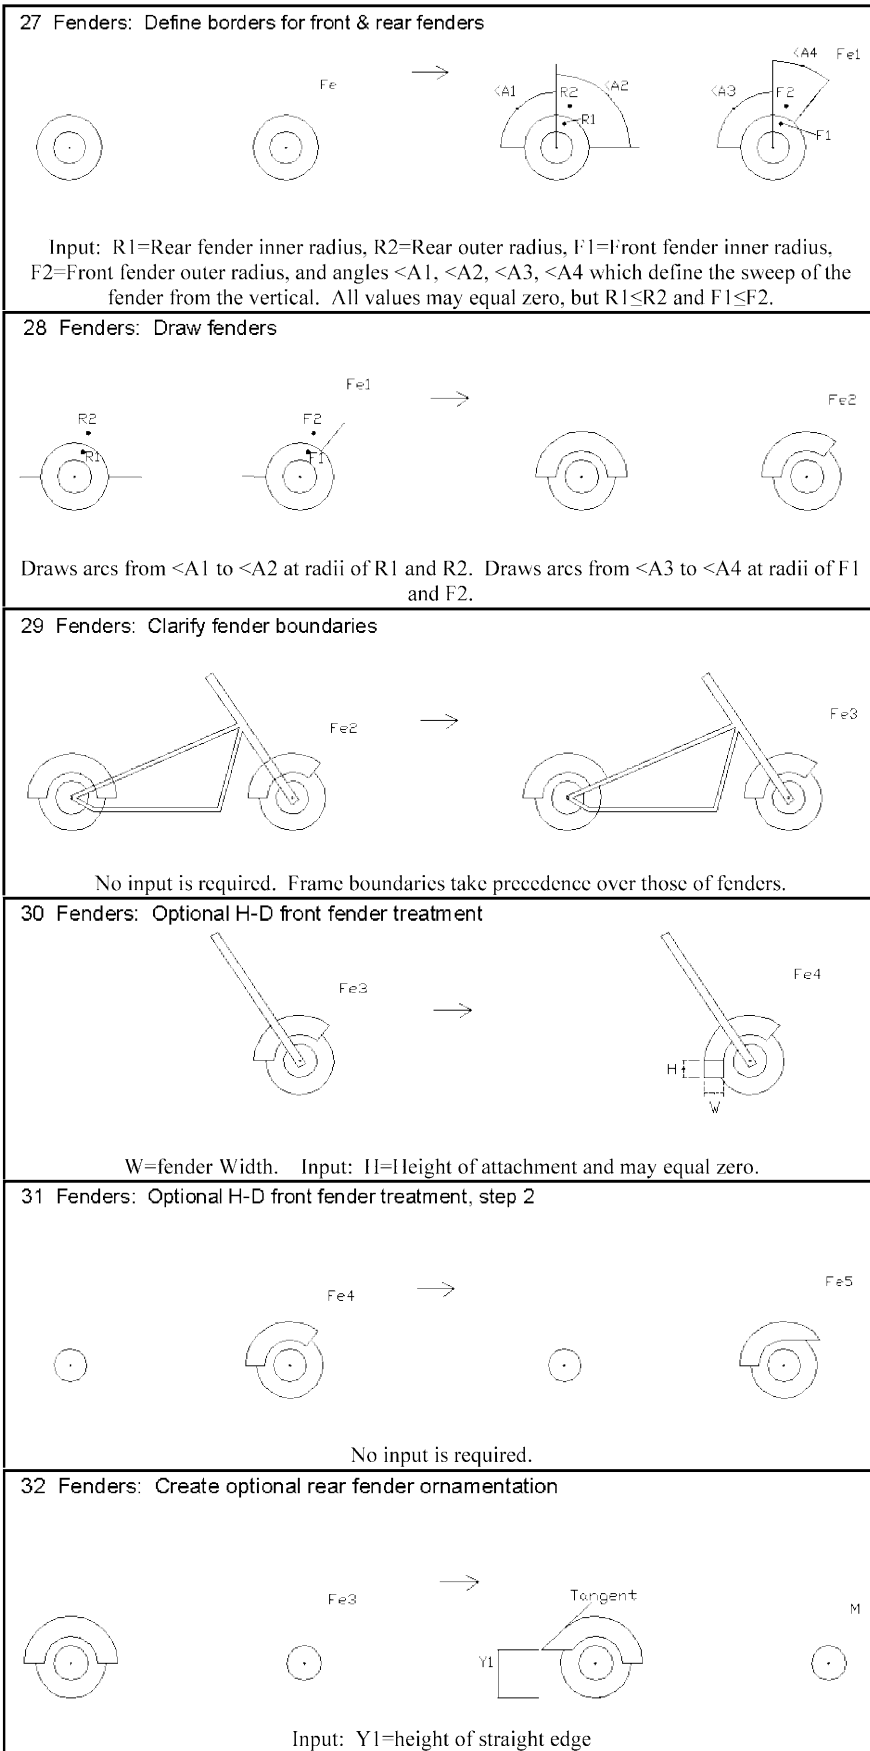 27 Fenders: Define borders for front & rear fenders
Fe
<A1
R2
<A2
R1
<A3
<A4
Fe1
F2
F1
Input: R1=Rear fender inner radius, R2=Rear outer radius, F1=Front fender inner radius,
F2=Front fender outer radius, and angles <A1, <A2, <A3, <A4 which define the sweep of the
fender from the vertical. All values may equal zero, but R1≤R2 and F1≤F2.
28 Fenders: Draw fenders
R2
R1
F2
F1
Fe1
Fe2
Draws arcs from <A1 to <A2 at radii of R1 and R2. Draws arcs from <A3 to <A4 at radii of F1
and F2.
29 Fenders: Clarify fender boundaries
Fe2
Fe3
No input is required. Frame boundaries take precedence over those of fenders.
30 Fenders: Optional H-D front fender treatment
Fe3
Fe4
H
W
W=fender Width. Input: H=Height of attachment and may equal zero.
31 Fenders: Optional H-D front fender treatment, step 2
Fe4
Fe5
No input is required.
32 Fenders: Create optional rear fender ornamentation
Fe3
Tangent
Y1
M
Input: Y1=height of straight edge